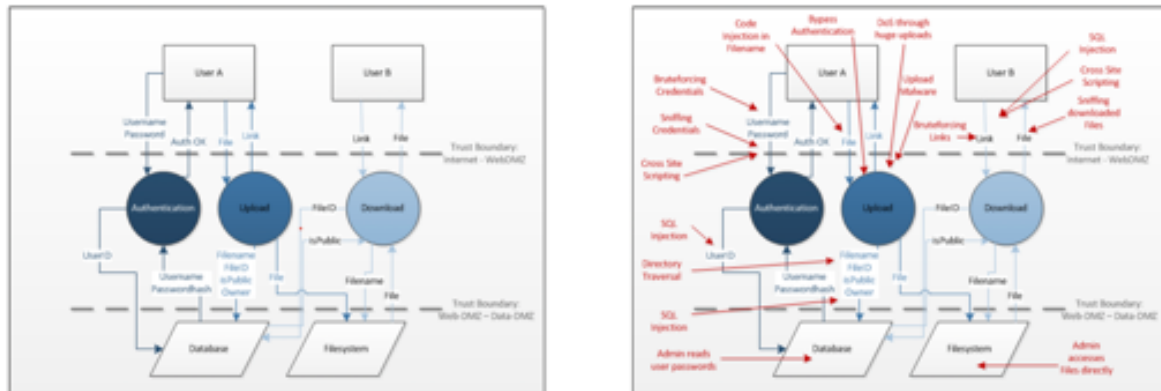 User A
User B
Username
Password
Auth OK
File
Link
Link
File
Trust Boundary:
Internet - WebDMZ
Authentication
Upload
Download
FileID
isPublic
UserID
Username
Passwordhash
Filename
FileID
isPublic
Owner
File
Filename
File
Trust Boundary:
Web DMZ – Data DMZ
Database
Filesystem
Code
Injection in
Filename
Bypass
Authentication
DoS through
huge uploads
SQL
Injection
User A
User B
Cross Site
Scripting
Bruteforcing
Credentials
Upload
Malware
Sniffing
downloaded
Files
Username
Password
Auth OK
File
Link
Bruteforcing
Links
Link
File
Sniffing
Credentials
Trust Boundary:
Internet - WebDMZ
Cross Site
Scripting
Authentication
Upload
Download
FileID
isPublic
SQL
Injection
UserID
Directory
Traversal
Username
Passwordhash
Filename
FileID
isPublic
Owner
File
Filename
File
Trust Boundary:
Web DMZ – Data DMZ
SQL
Injection
Admin reads
user passwords
Database
Filesystem
Admin
accesses
Files directly